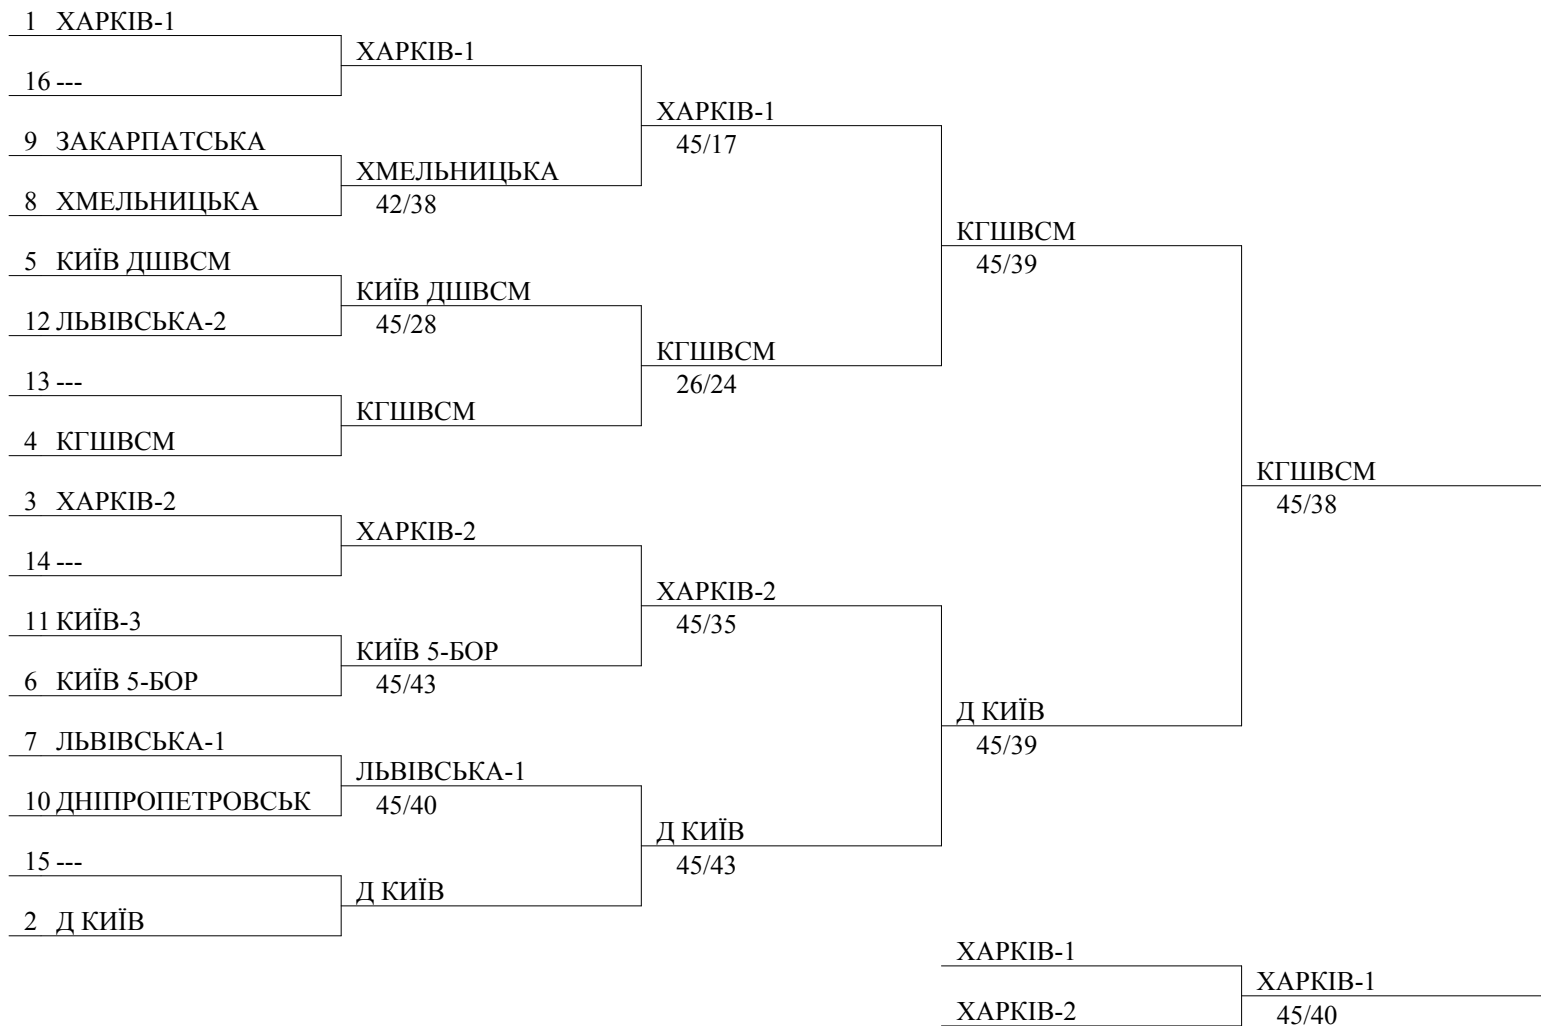 1 ХАРКІВ-1
ХАРКІВ-1
16 ---
ХАРКІВ-1
45/17
9 ЗАКАРПАТСЬКА
ХМЕЛЬНИЦЬКА
42/38
8 ХМЕЛЬНИЦЬКА
КГШВСМ
45/39
5 КИЇВ ДШВСМ
КИЇВ ДШВСМ
45/28
12 ЛЬВІВСЬКА-2
КГШВСМ
26/24
13 ---
КГШВСМ
4 КГШВСМ
КГШВСМ
45/38
3 ХАРКІВ-2
ХАРКІВ-2
14 ---
ХАРКІВ-2
45/35
11 КИЇВ-3
КИЇВ 5-БОР
45/43
6 КИЇВ 5-БОР
Д КИЇВ
45/39
7 ЛЬВІВСЬКА-1
ЛЬВІВСЬКА-1
45/40
10 ДНІПРОПЕТРОВСЬК
Д КИЇВ
45/43
15 ---
Д КИЇВ
2 Д КИЇВ
ХАРКІВ-1
ХАРКІВ-1
45/40
ХАРКІВ-2